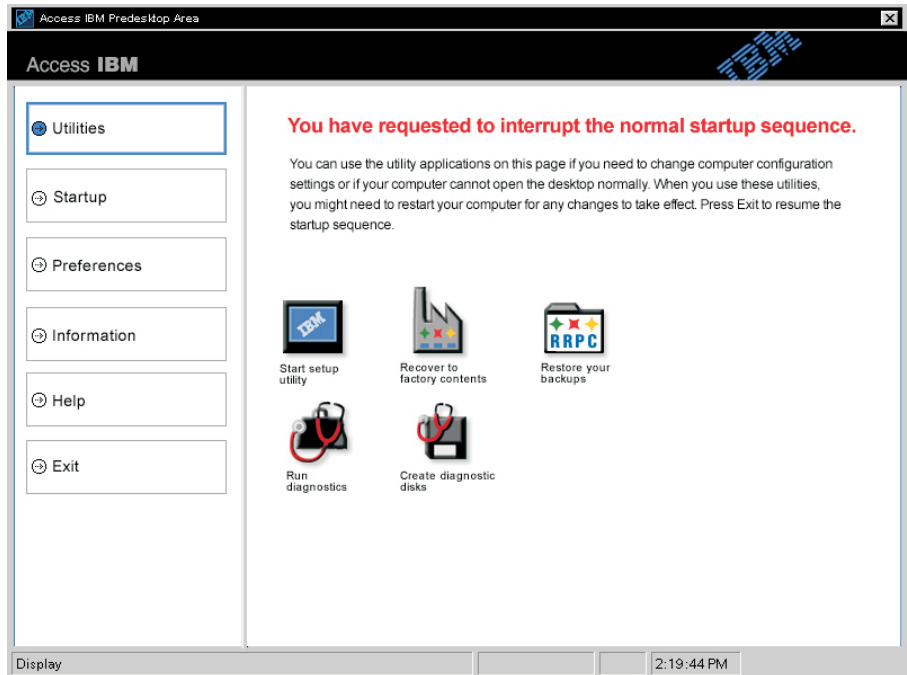 Access IBM Predesktop Area
Access IBM
IBM
Utilities
Startup
Preferences
Information
Help
Exit
You have requested to interrupt the normal startup sequence.
You can use the utility applications on this page if you need to change computer configuration
settings or if your computer cannot open the desktop normally. When you use these utilities,
you might need to restart your computer for any changes to take effect. Press Exit to resume the
startup sequence.
IBM
Start setup
utility
Recover to
factory contents
RRPC
Restore your
backups
Run
diagnostics
Create diagnostic
disks
Display
2:19:44 PM